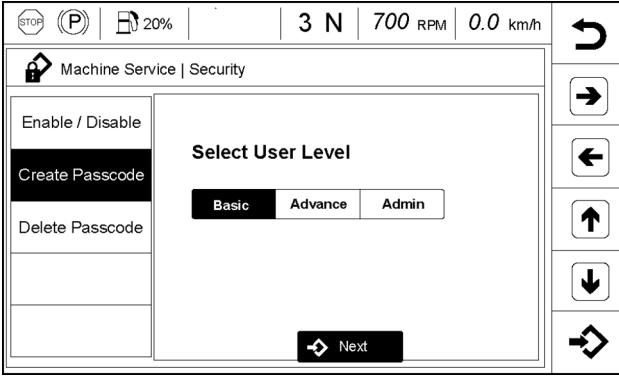 STOP (P) 20% 3 N 700 RPM 0.0 km/h
Machine Service | Security
Enable / Disable
Create Passcode
Delete Passcode
Select User Level
Basic Advance Admin
Next